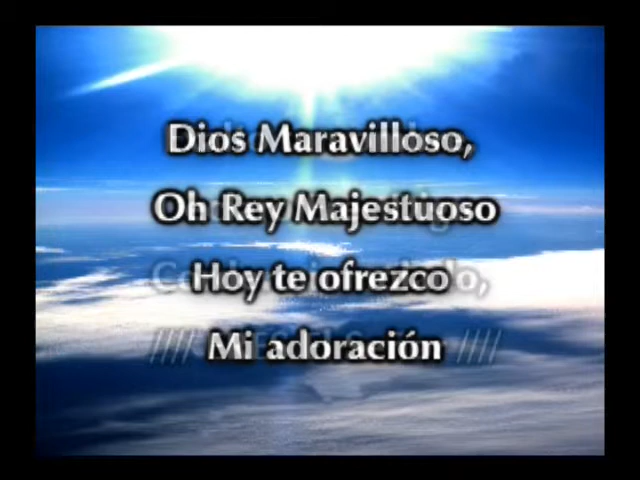 Dios Maravilloso,
Oh Rey Majestuoso
Hoy te ofrezco
Mi adoración